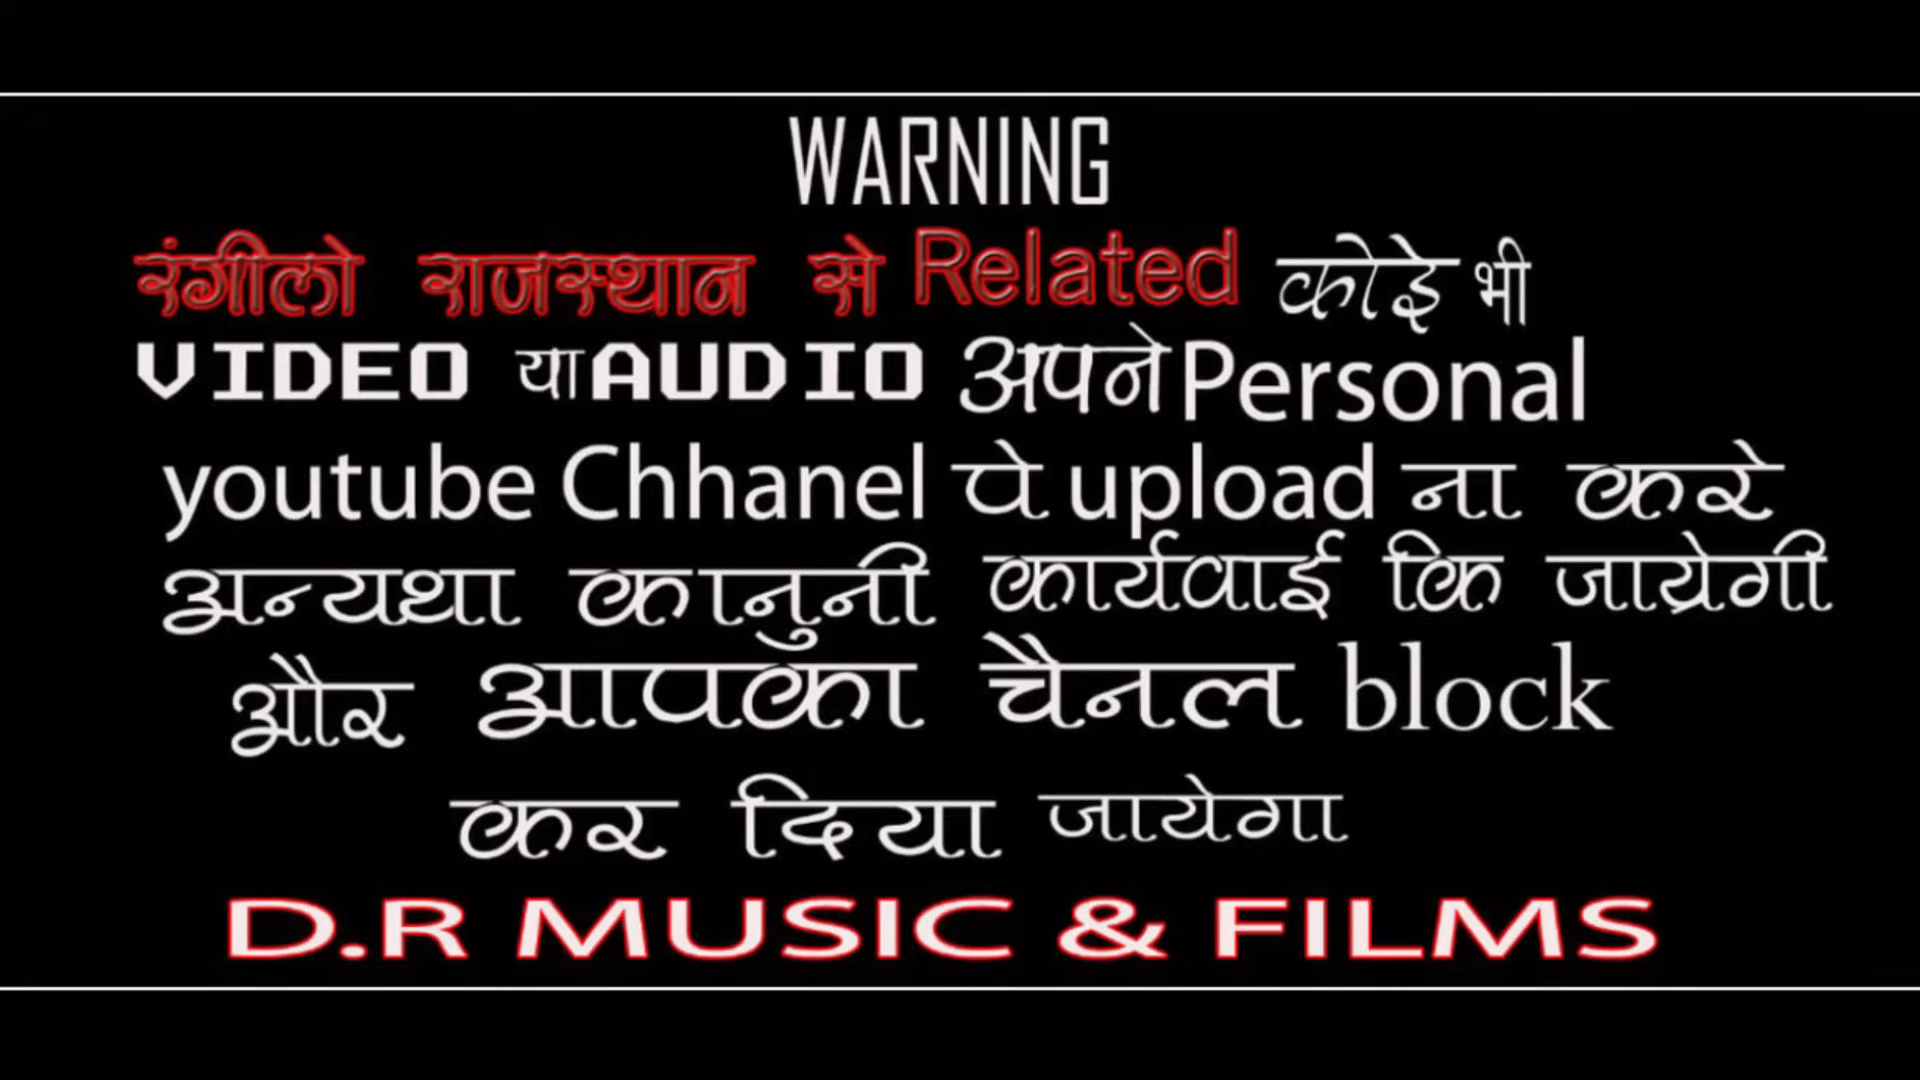 WARNING
रंगीलो राजस्थान से Related कोई भी
VIDEO या AUDIO अपने Personal
youtube Chhanel पे upload ना करे
अन्यथा कानुनी कार्यवाई कि जाय्रेगी
और आपका चैनल block
कर दिया जायेगा
D.R MUSIC & FILMS